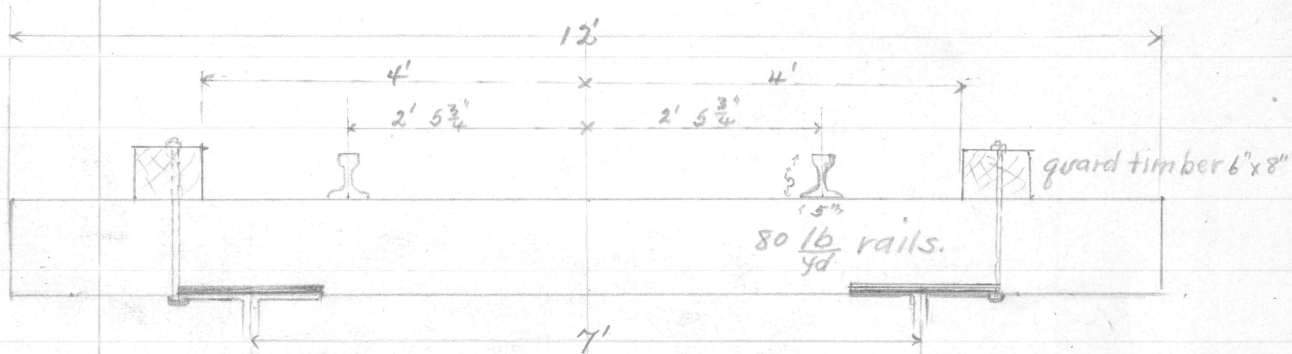 12'
4' 4'
2' 5 3/4" 2' 5 3/4"
guard timber 6" x 8"
5"
5"
80 lb/yd rails.
7'